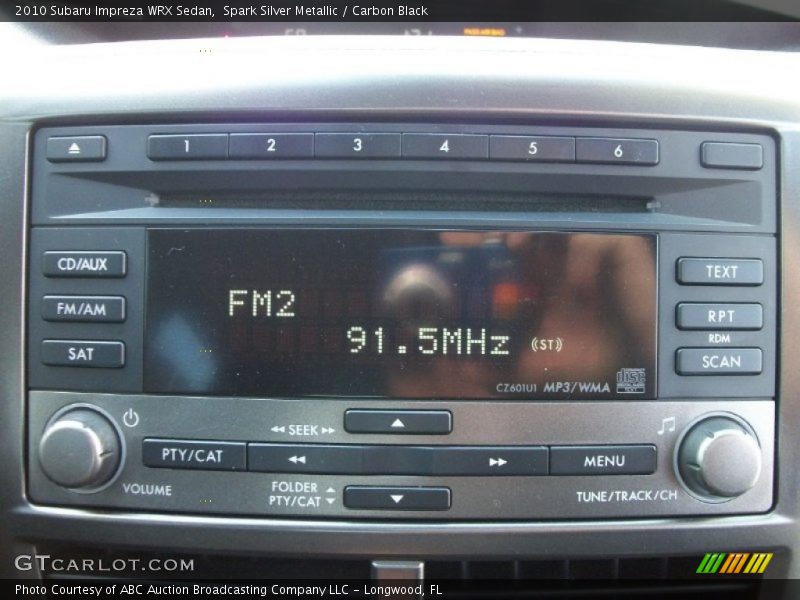 2010 Subaru Impreza WRX Sedan,  Spark Silver Metallic / Carbon Black
1 2 3 4 5 6
CD/AUX
FM/AM
SAT
FM2
91.5MHz ((ST))
CZ601U1 MP3/WMA
disc
TEXT
RPT
RDM
SCAN
SEEK
PTY/CAT
MENU
VOLUME
FOLDER
PTY/CAT
TUNE/TRACK/CH
GTCARLOT.COM
Photo Courtesy of ABC Auction Broadcasting Company LLC - Longwood, FL